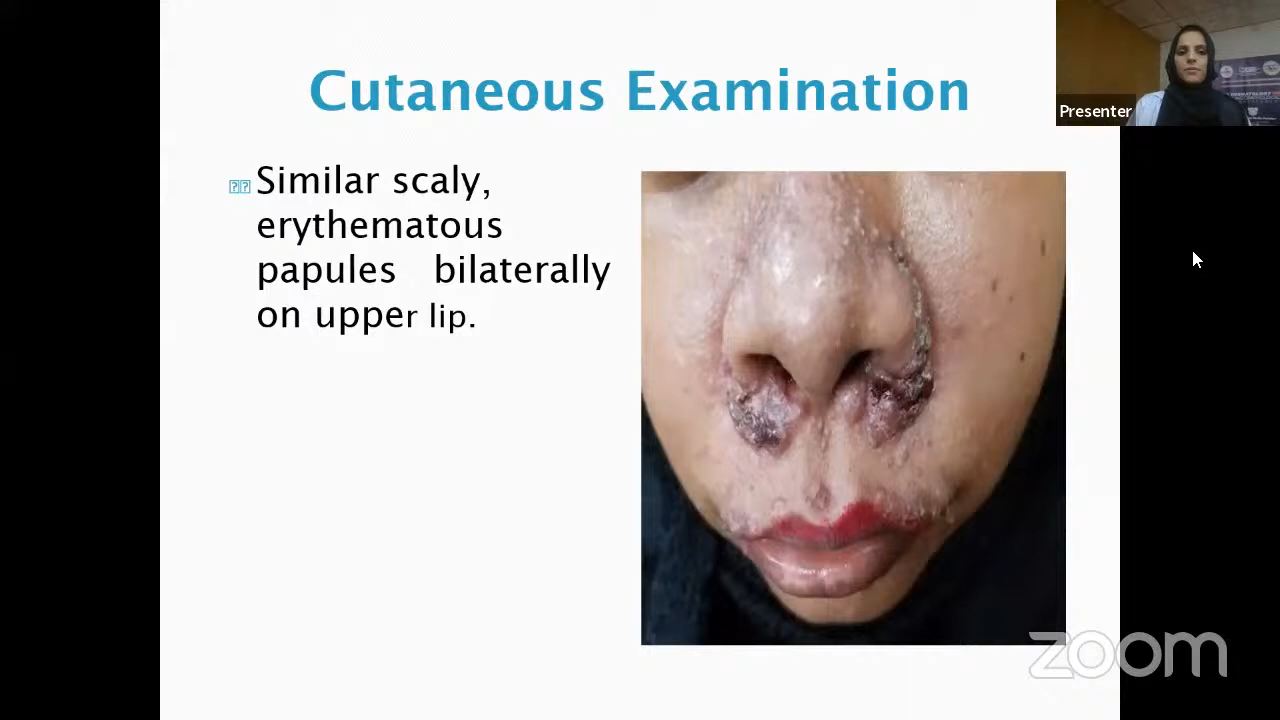 Cutaneous Examination
Similar scaly,
erythematous
papules bilaterally
on upper lip.
Presenter
zoom